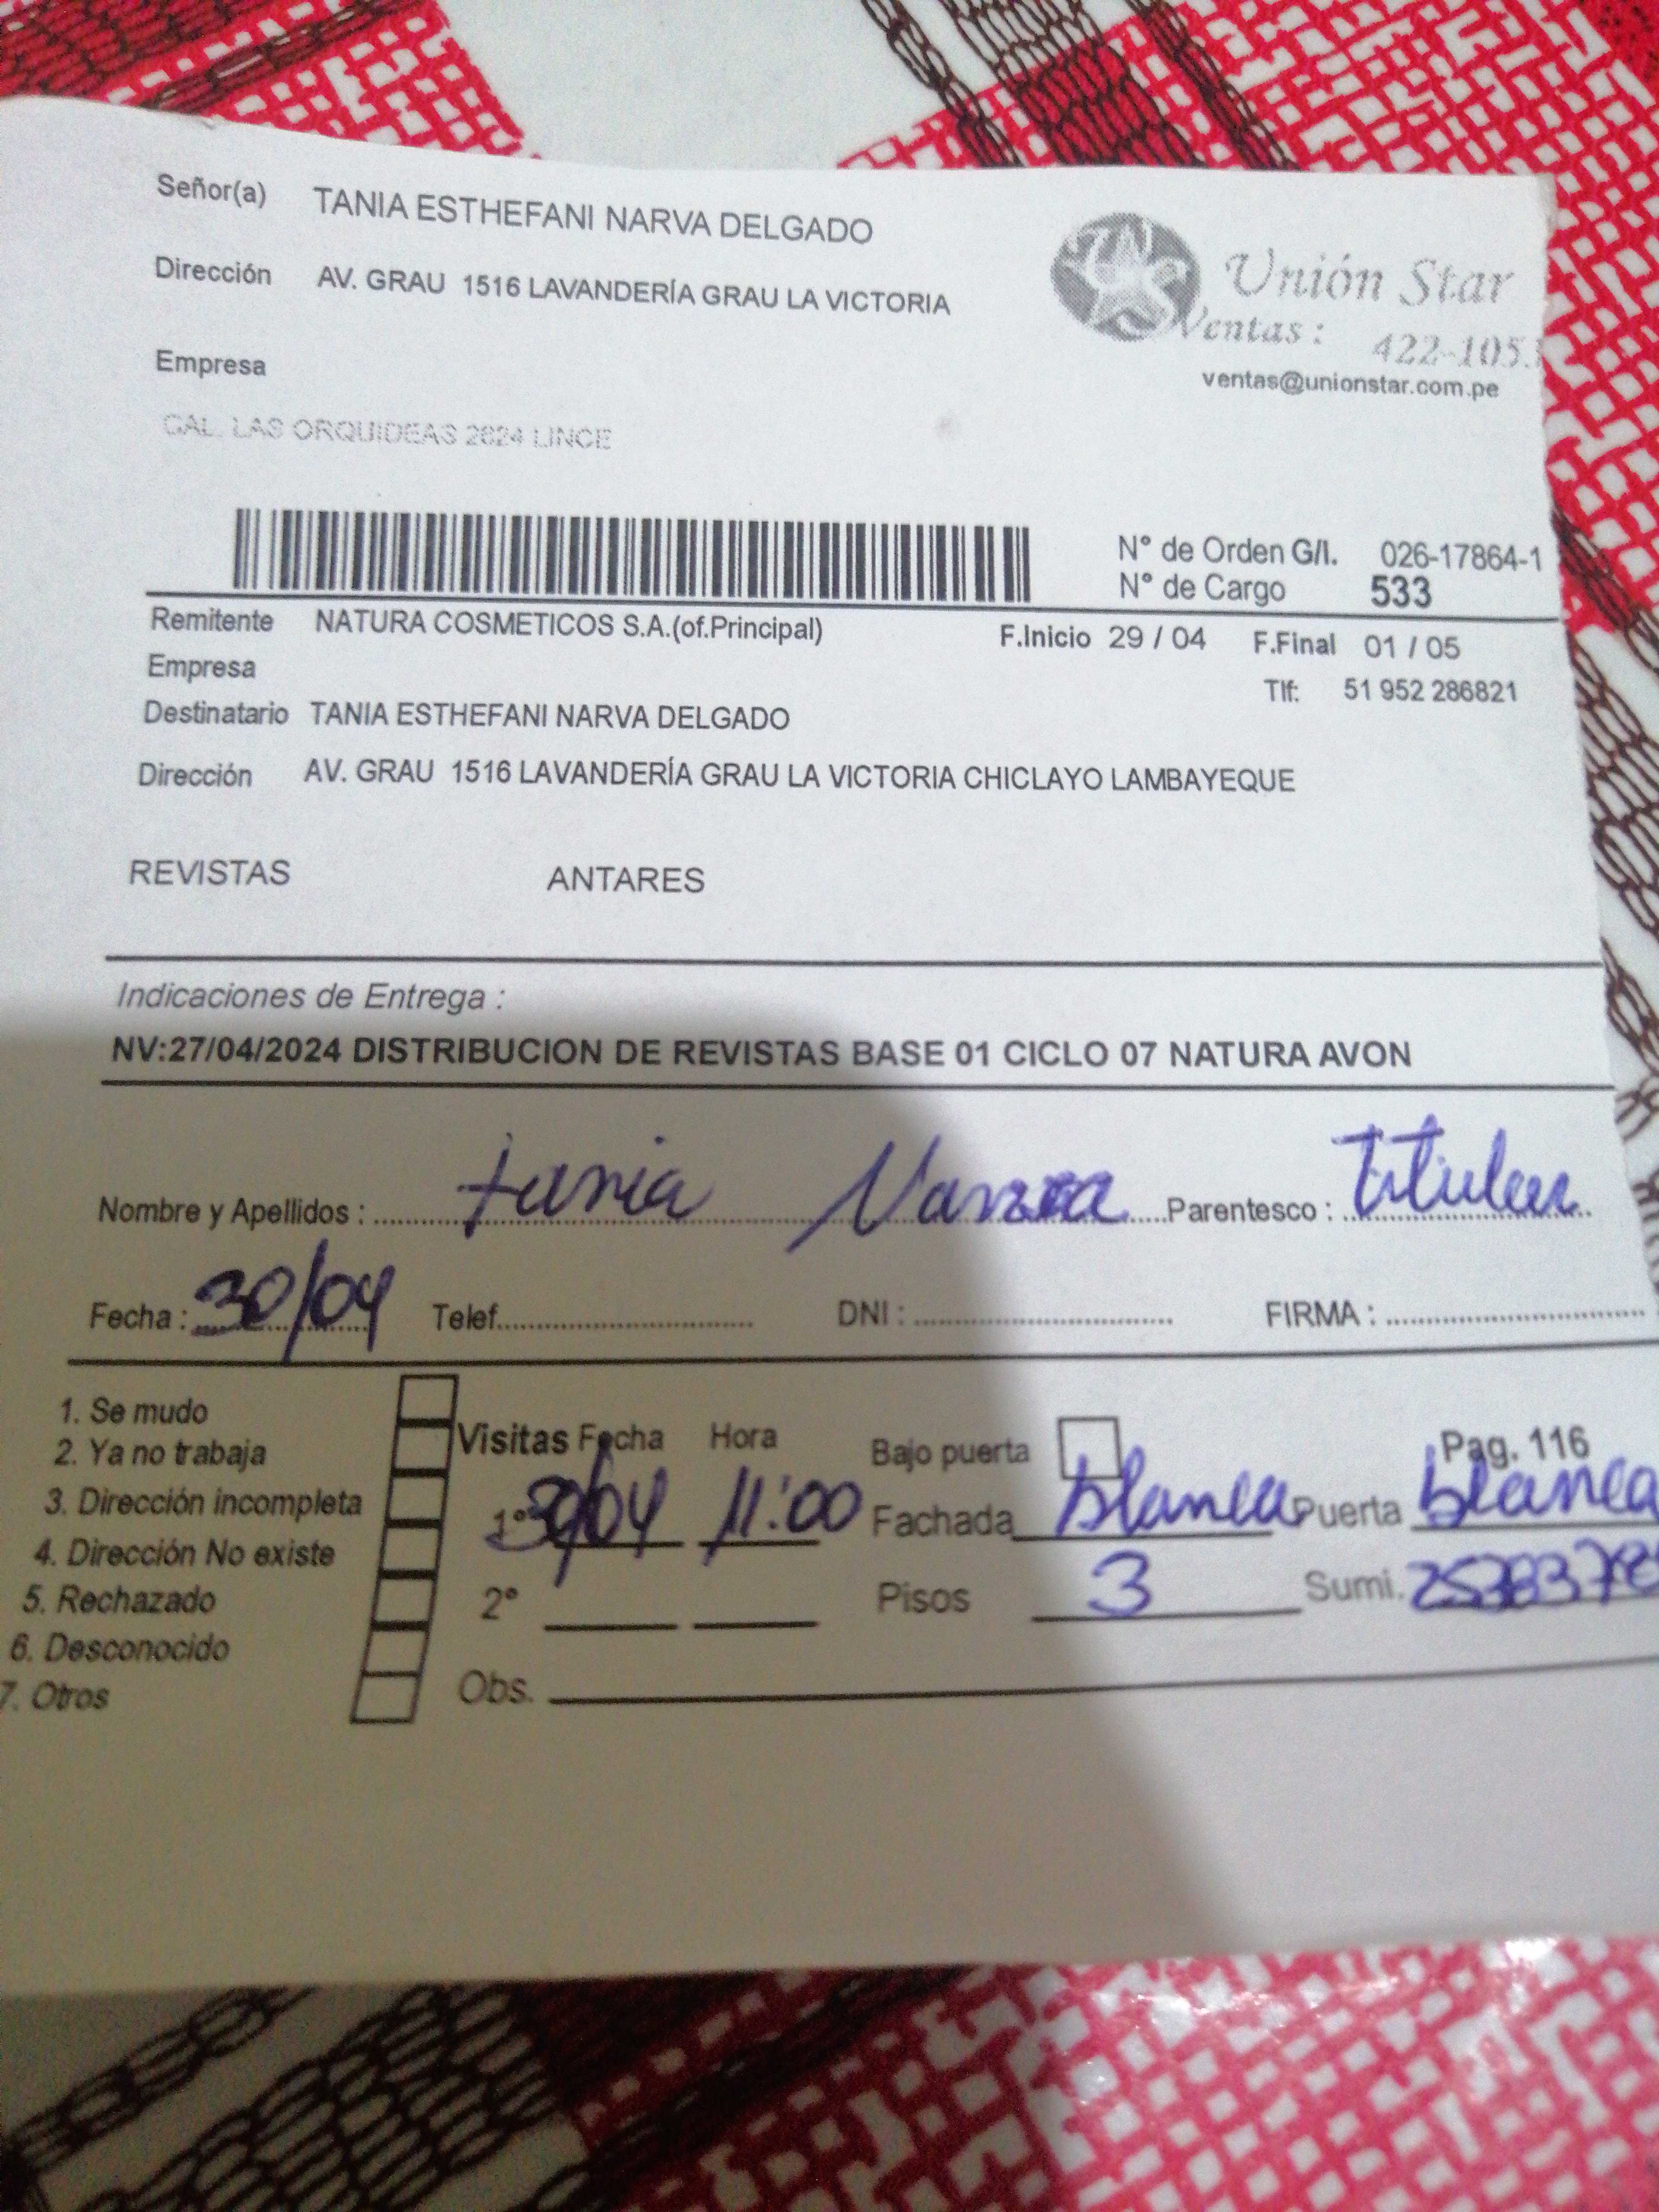 Señor(a) TANIA ESTHEFANI NARVA DELGADO
Dirección AV. GRAU 1516 LAVANDERÍA GRAU LA VICTORIA
Unión Star
Ventas : 422-105
ventas@unionstar.com.pe
Empresa
CAL. LAS ORQUIDEAS 2624 LINCE
N° de Orden G/I. 026-17864-1
N° de Cargo 533
Remitente NATURA COSMETICOS S.A.(of.Principal) F.Inicio 29 / 04 F.Final 01 / 05
Empresa Tlf: 51 952 286821
Destinatario TANIA ESTHEFANI NARVA DELGADO
Dirección AV. GRAU 1516 LAVANDERÍA GRAU LA VICTORIA CHICLAYO LAMBAYEQUE
REVISTAS ANTARES
Indicaciones de Entrega :
NV:27/04/2024 DISTRIBUCION DE REVISTAS BASE 01 CICLO 07 NATURA AVON
Nombre y Apellidos : tania Narva Parentesco : Titular
Fecha : 30/04 Telef. DNI : FIRMA :
1. Se mudo
2. Ya no trabaja
3. Dirección incompleta
4. Dirección No existe
5. Rechazado
6. Desconocido
7. Otros
Visitas Fecha Hora Bajo puerta Pag. 116
1° 30/04 11:00 Fachada blanca Puerta blanca
2° Pisos 3 Sumi.
Obs.